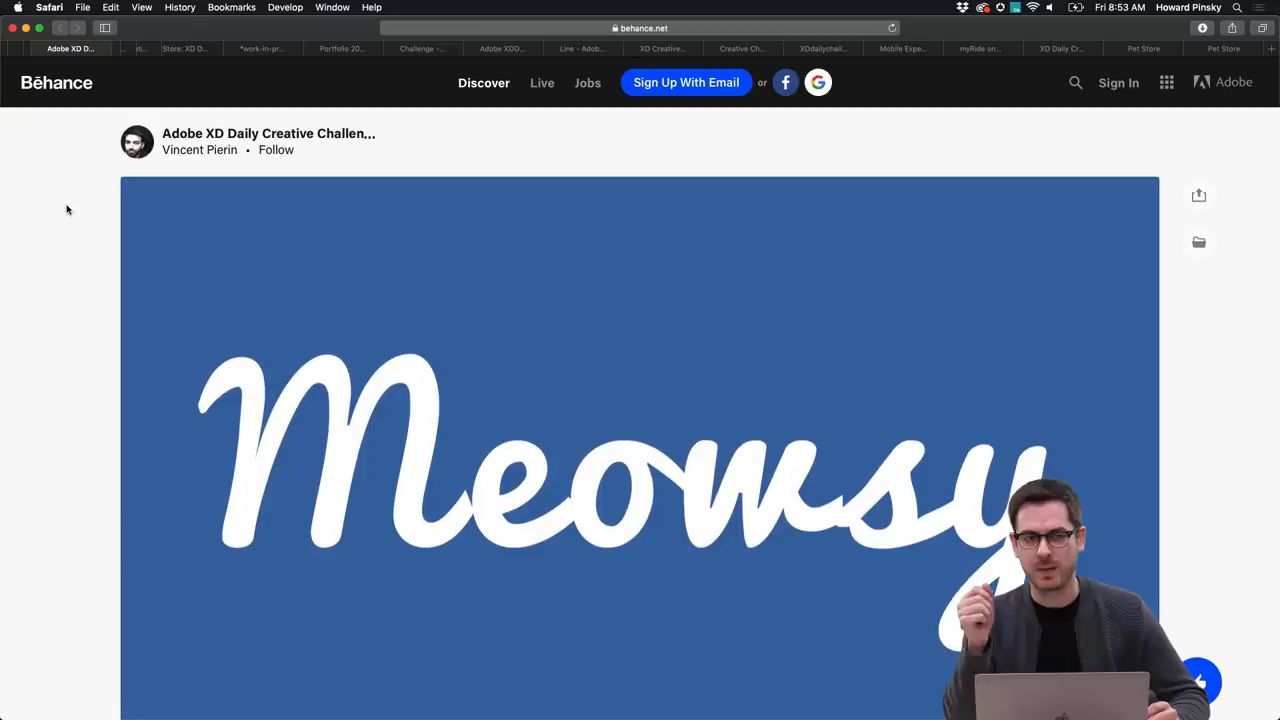 Safari File Edit View History Bookmarks Develop Window Help Fri 8:53 AM Howard Pinsky
behance.net
Adobe XD D... Store: XD D... *work-in-pr... Portfolio 20... Challenge -... Adobe XDD... Line - Adob... XD Creative... Creative Ch... XDdailychall... Mobile Expe... myRide on... XD Daily Cr... Pet Store Pet Store
Bēhance Discover Live Jobs Sign Up With Email or f G Sign In Adobe
Adobe XD Daily Creative Challen...
Vincent Pierin • Follow
Meowsy